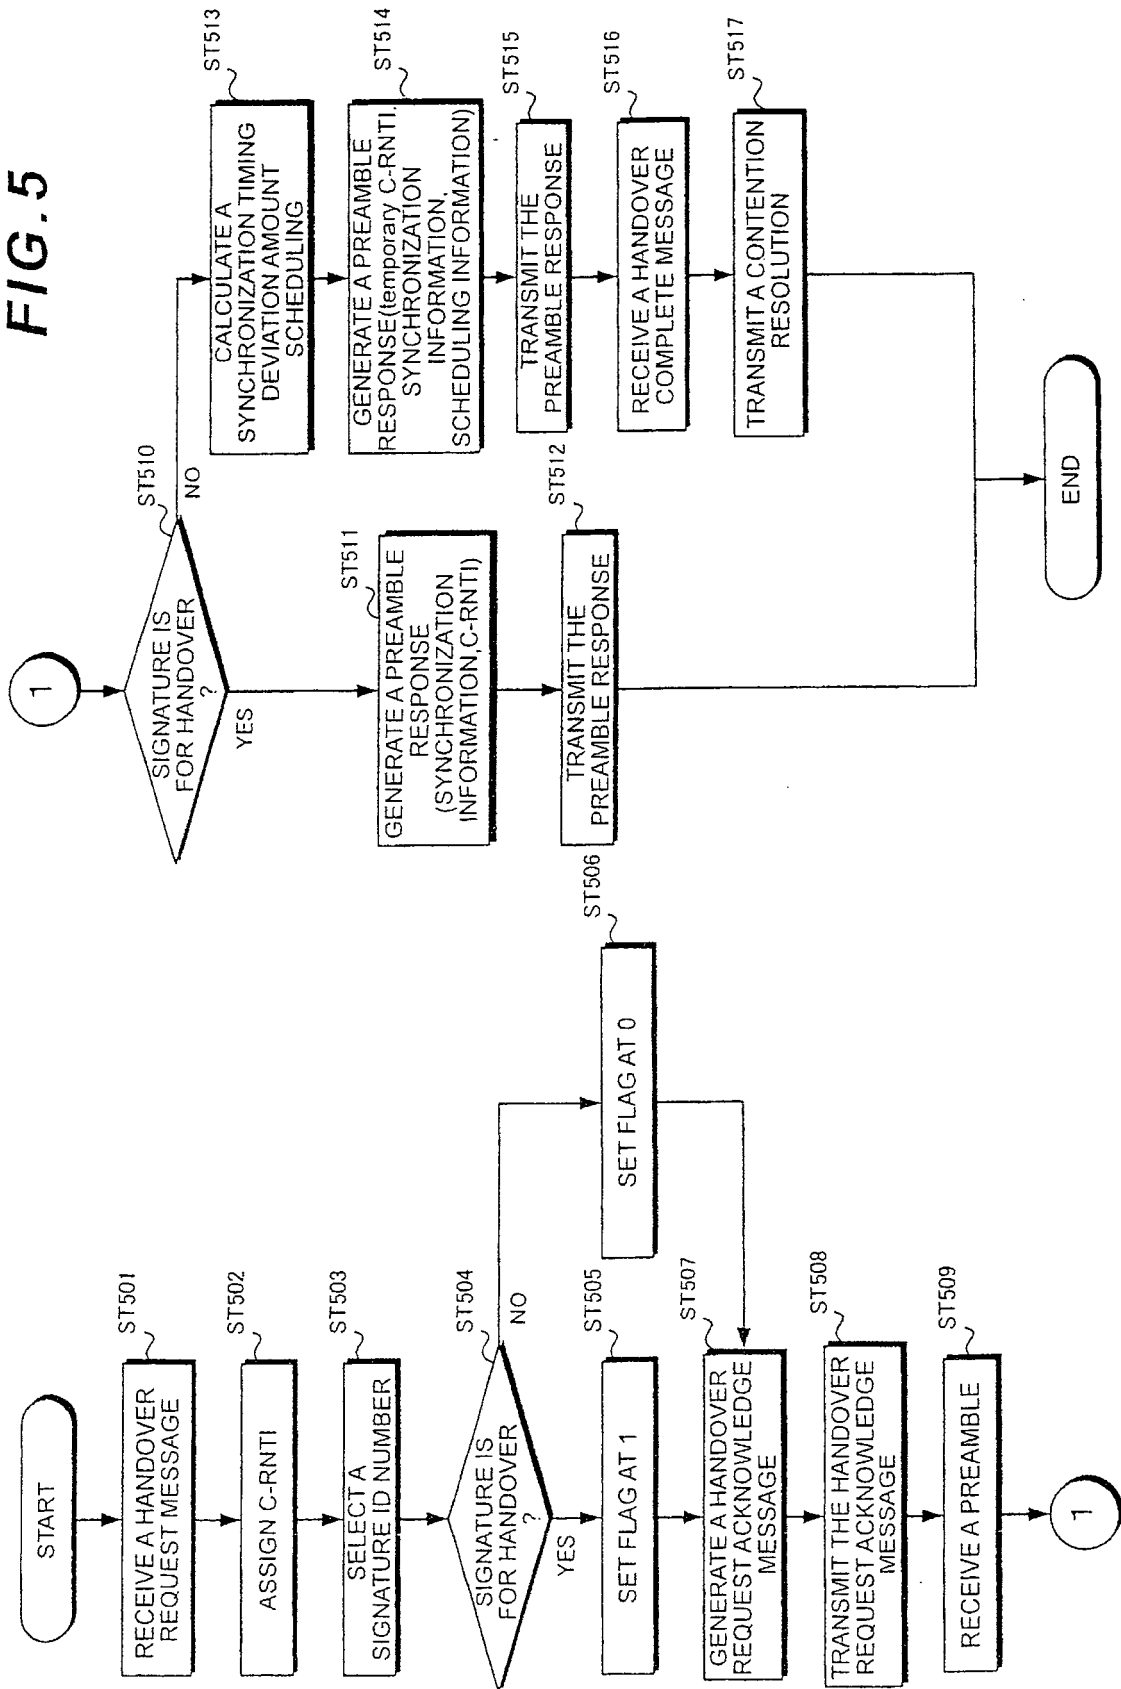 FIG.5
START
RECEIVE A HANDOVER
REQUEST MESSAGE
ST501
ASSIGN C-RNTI
ST502
SELECT A
SIGNATURE ID NUMBER
ST503
SIGNATURE IS
FOR HANDOVER
?
ST504
YES
NO
SET FLAG AT 1
ST505
SET FLAG AT 0
ST506
GENERATE A HANDOVER
REQUEST ACKNOWLEDGE
MESSAGE
ST507
TRANSMIT THE HANDOVER
REQUEST ACKNOWLEDGE
MESSAGE
ST508
RECEIVE A PREAMBLE
ST509
1
1
SIGNATURE IS
FOR HANDOVER
?
ST510
YES
NO
GENERATE A PREAMBLE
RESPONSE
(SYNCHRONIZATION
INFORMATION,C-RNTI)
ST511
TRANSMIT THE
PREAMBLE RESPONSE
ST512
CALCULATE A
SYNCHRONIZATION TIMING
DEVIATION AMOUNT
SCHEDULING
ST513
GENERATE A PREAMBLE
RESPONSE(temporary C-RNTI.
SYNCHRONIZATION
INFORMATION,
SCHEDULING INFORMATION)
ST514
TRANSMIT THE
PREAMBLE RESPONSE
ST515
RECEIVE A HANDOVER
COMPLETE MESSAGE
ST516
TRANSMIT A CONTENTION
RESOLUTION
ST517
END